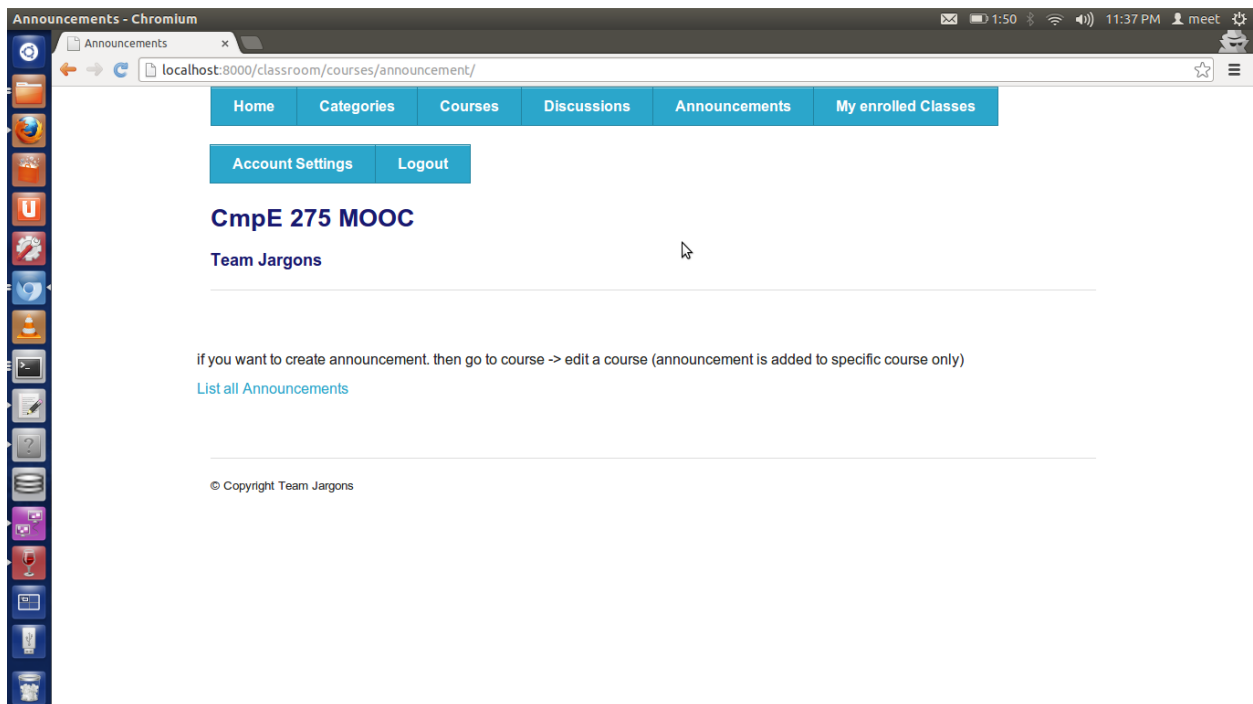 Announcements - Chromium
1:50 11:37 PM meet
Announcements
localhost:8000/classroom/courses/announcement/
Home Categories Courses Discussions Announcements My enrolled Classes
Account Settings Logout
CmpE 275 MOOC
Team Jargons
if you want to create announcement. then go to course -> edit a course (announcement is added to specific course only)
List all Announcements
© Copyright Team Jargons